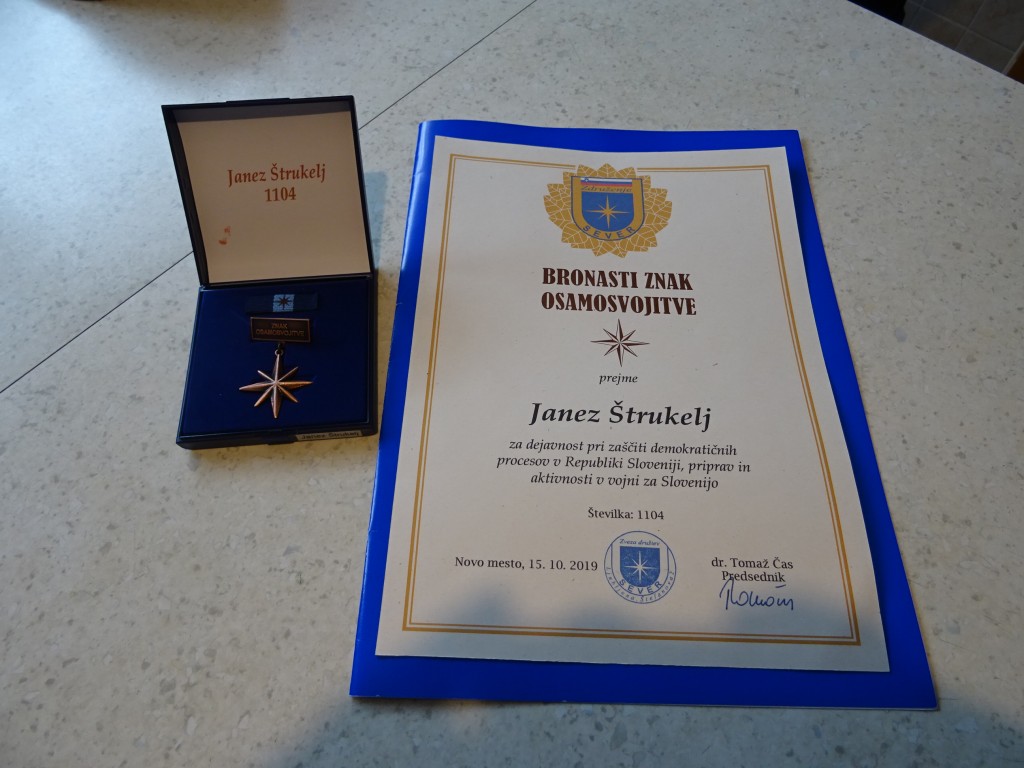 Janez Štrukelj
1104
ZNAK
OSAMOSVOJITVE
Združenje
SEVER
BRONASTI ZNAK
OSAMOSVOJITVE
prejme
Janez Štrukelj
za dejavnost pri zaščiti demokratičnih
procesov v Republiki Sloveniji, priprav in
aktivnosti v vojni za Slovenijo
Številka: 1104
Novo mesto, 15. 10. 2019
SEVER
dr. Tomaž Čas
Predsednik